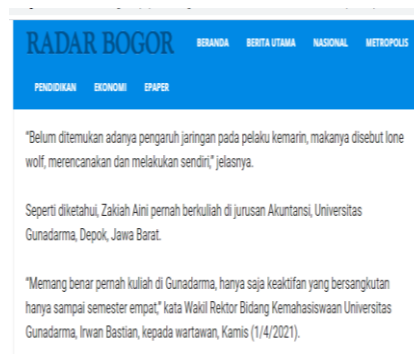 RADAR BOGOR
BERANDA BERITA UTAMA NASIONAL METROPOLIS
PENDIDIKAN EKONOMI EPAPER
"Belum ditemukan adanya pengaruh jaringan pada pelaku kemarin, makanya disebut lone
wolf, merencanakan dan melakukan sendiri," jelasnya.
Seperti diketahui, Zakiah Aini pernah berkuliah di jurusan Akuntansi, Universitas
Gunadarma, Depok, Jawa Barat.
"Memang benar pernah kuliah di Gunadarma, hanya saja keaktifan yang bersangkutan
hanya sampai semester empat," kata Wakil Rektor Bidang Kemahasiswaan Universitas
Gunadarma, Irwan Bastian, kepada wartawan, Kamis (1/4/2021).